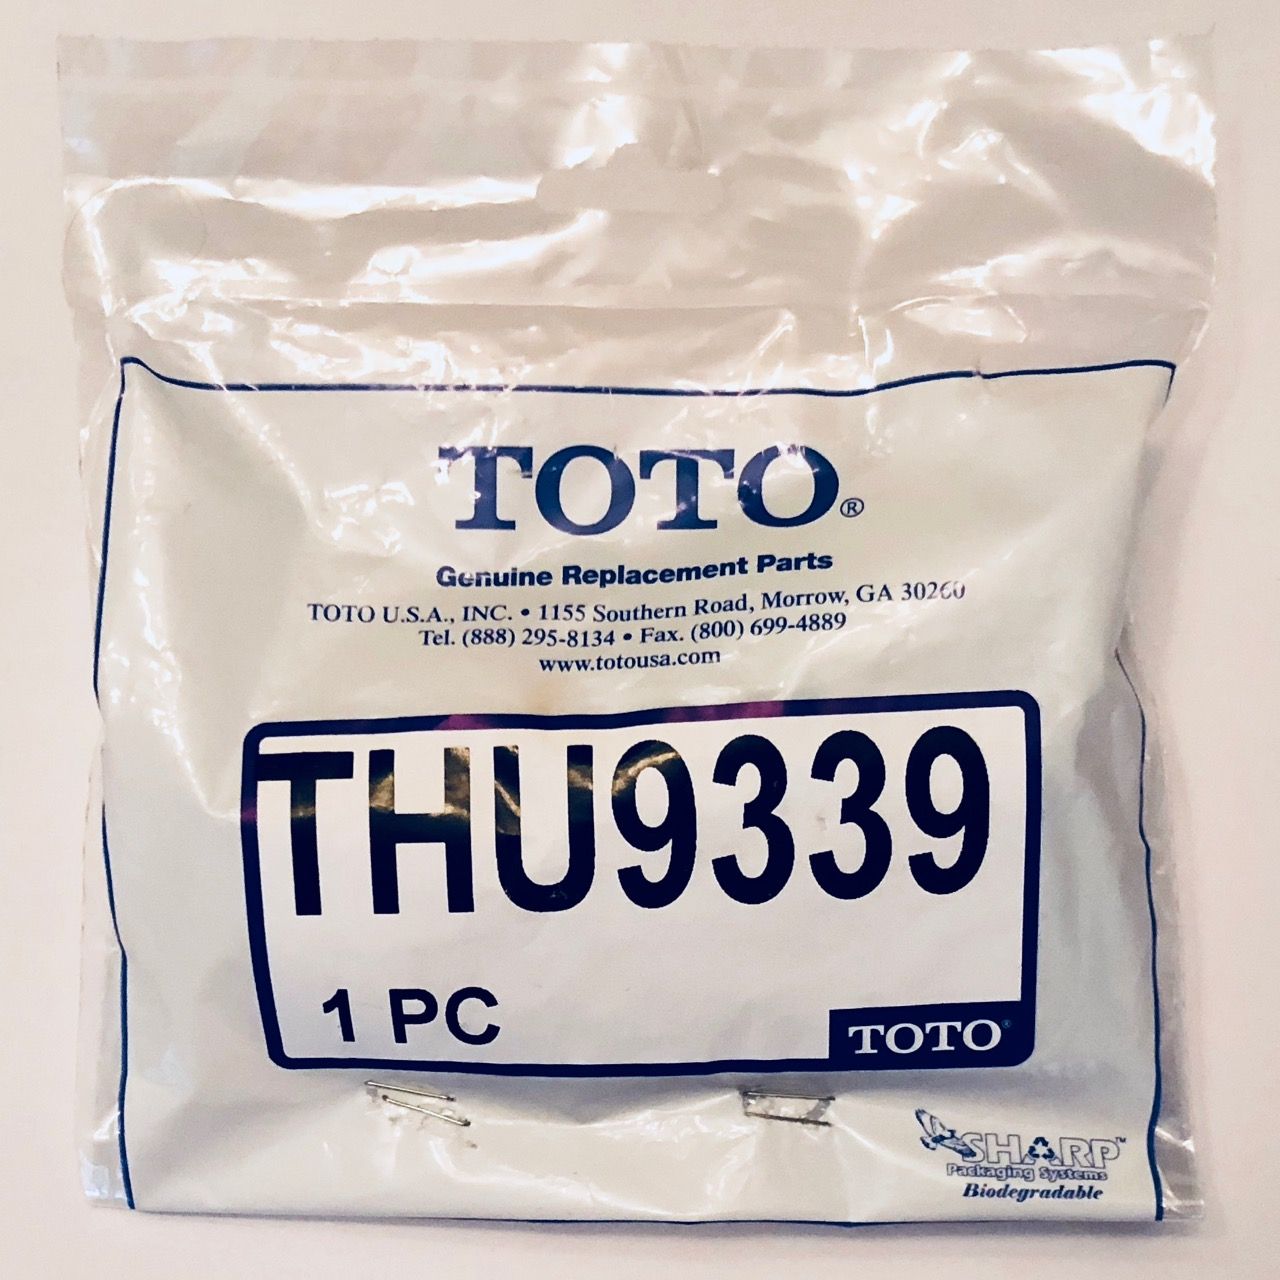 TOTO®
Genuine Replacement Parts
TOTO U.S.A., INC. • 1155 Southern Road, Morrow, GA 30260
Tel. (888) 295-8134 • Fax. (800) 699-4889
www.totousa.com
THU9339
1 PC
TOTO®
SHARP™
Packaging Systems
Biodegradable